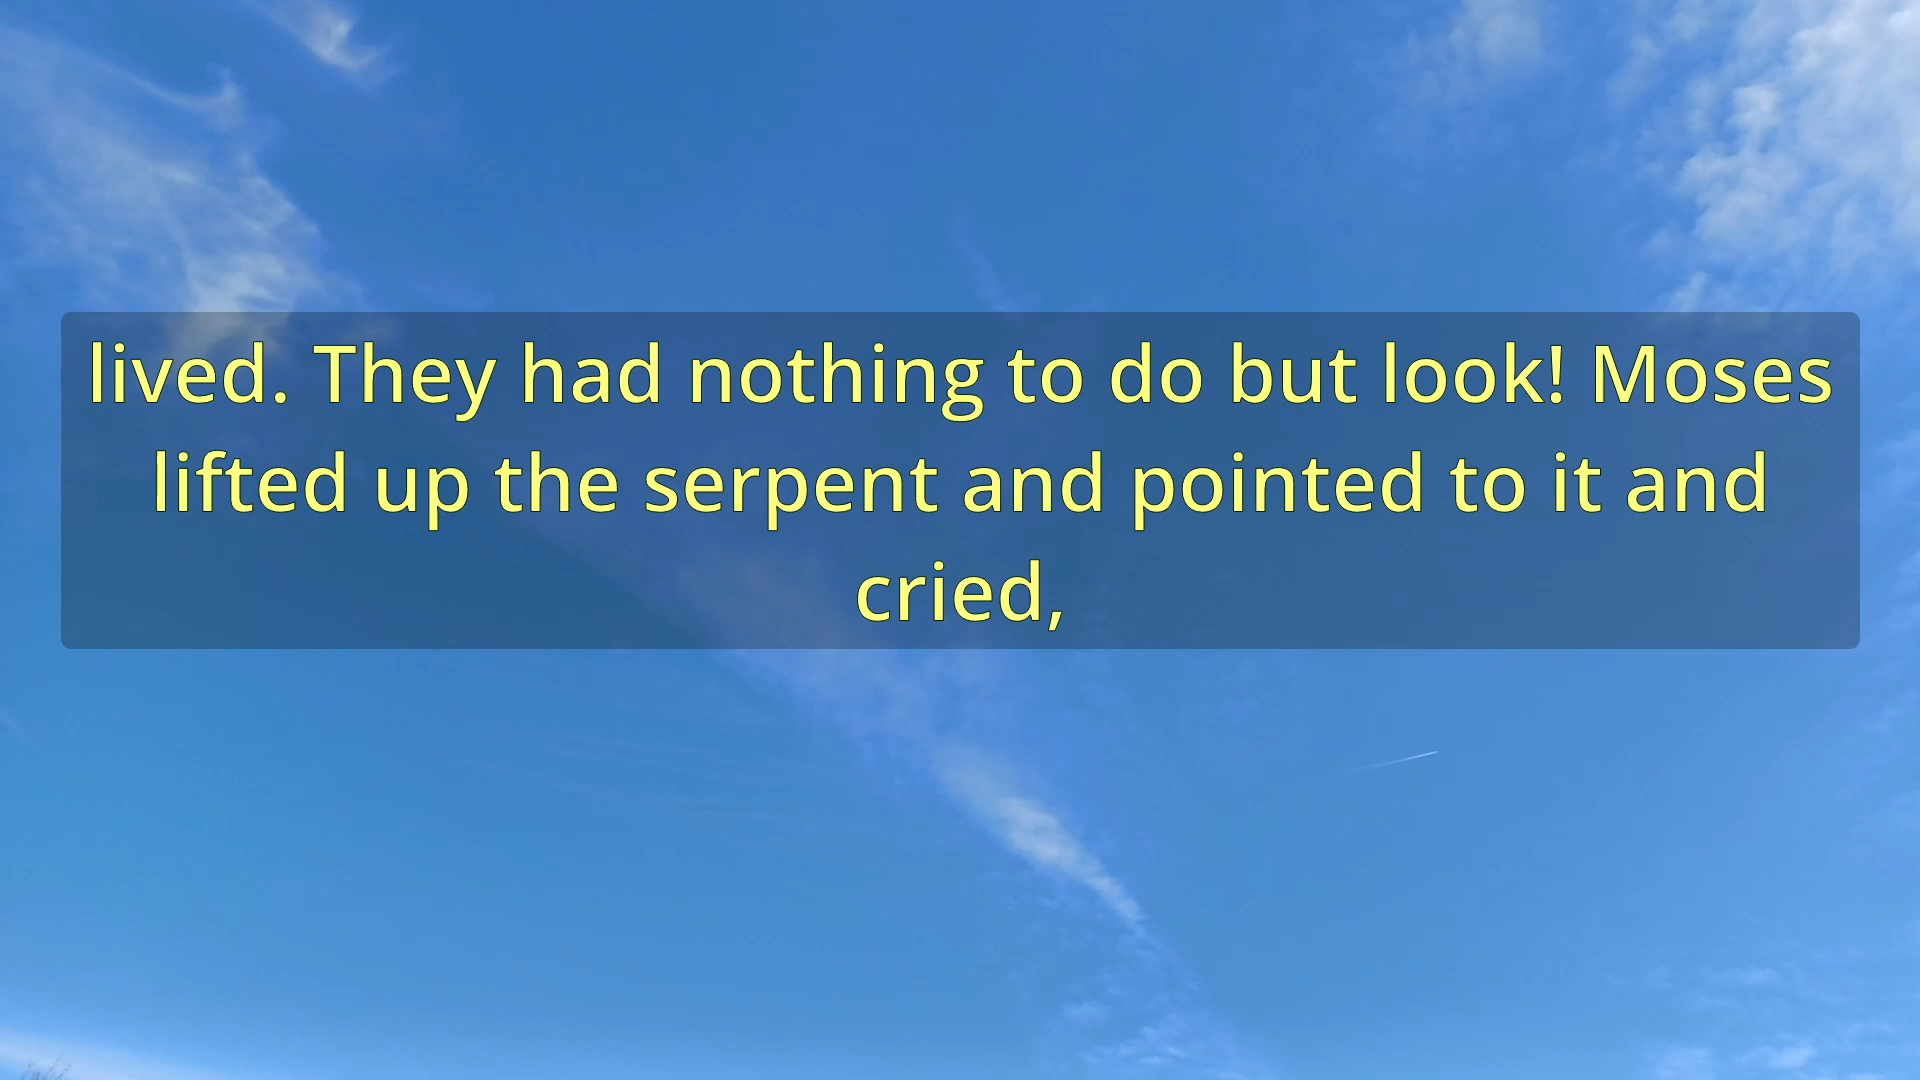 lived. They had nothing to do but look! Moses
lifted up the serpent and pointed to it and
cried,